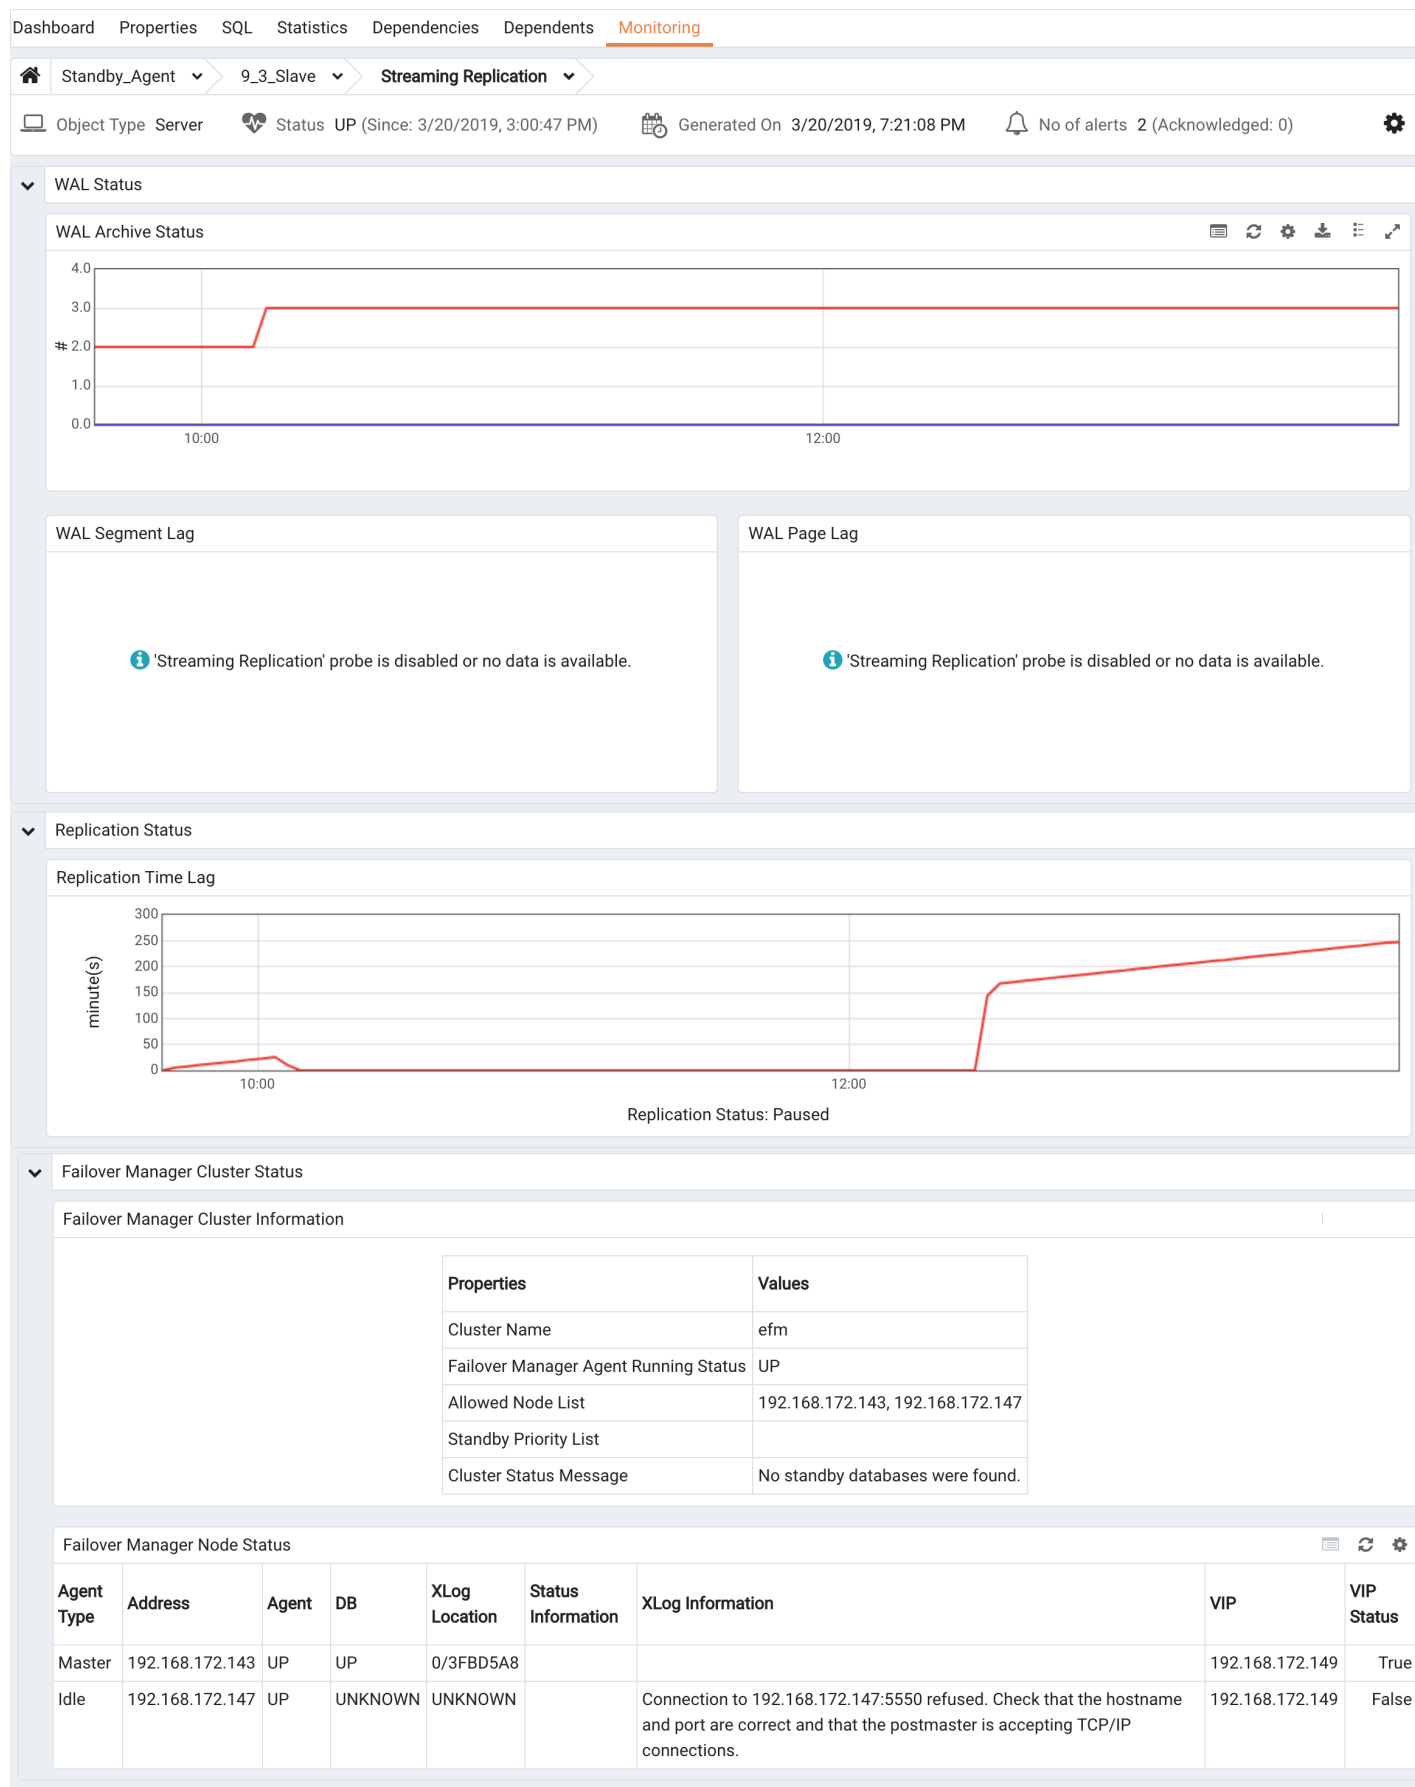 Dashboard Properties SQL Statistics Dependencies Dependents Monitoring
Standby_Agent 9_3_Slave Streaming Replication
Object Type Server Status UP (Since: 3/20/2019, 3:00:47 PM) Generated On 3/20/2019, 7:21:08 PM No of alerts 2 (Acknowledged: 0)
WAL Status
WAL Archive Status
4.0
3.0
# 2.0
1.0
0.0
10:00 12:00
WAL Segment Lag WAL Page Lag
'Streaming Replication' probe is disabled or no data is available. 'Streaming Replication' probe is disabled or no data is available.
Replication Status
Replication Time Lag
300
250
200
150
100
50
0
minute(s)
10:00 12:00
Replication Status: Paused
Failover Manager Cluster Status
Failover Manager Cluster Information
Properties Values
Cluster Name efm
Failover Manager Agent Running Status UP
Allowed Node List 192.168.172.143, 192.168.172.147
Standby Priority List
Cluster Status Message No standby databases were found.
Failover Manager Node Status
Agent Type Address Agent DB XLog Location Status Information XLog Information VIP VIP Status
Master 192.168.172.143 UP UP 0/3FBD5A8 192.168.172.149 True
Idle 192.168.172.147 UP UNKNOWN UNKNOWN Connection to 192.168.172.147:5550 refused. Check that the hostname 192.168.172.149 False
and port are correct and that the postmaster is accepting TCP/IP
connections.